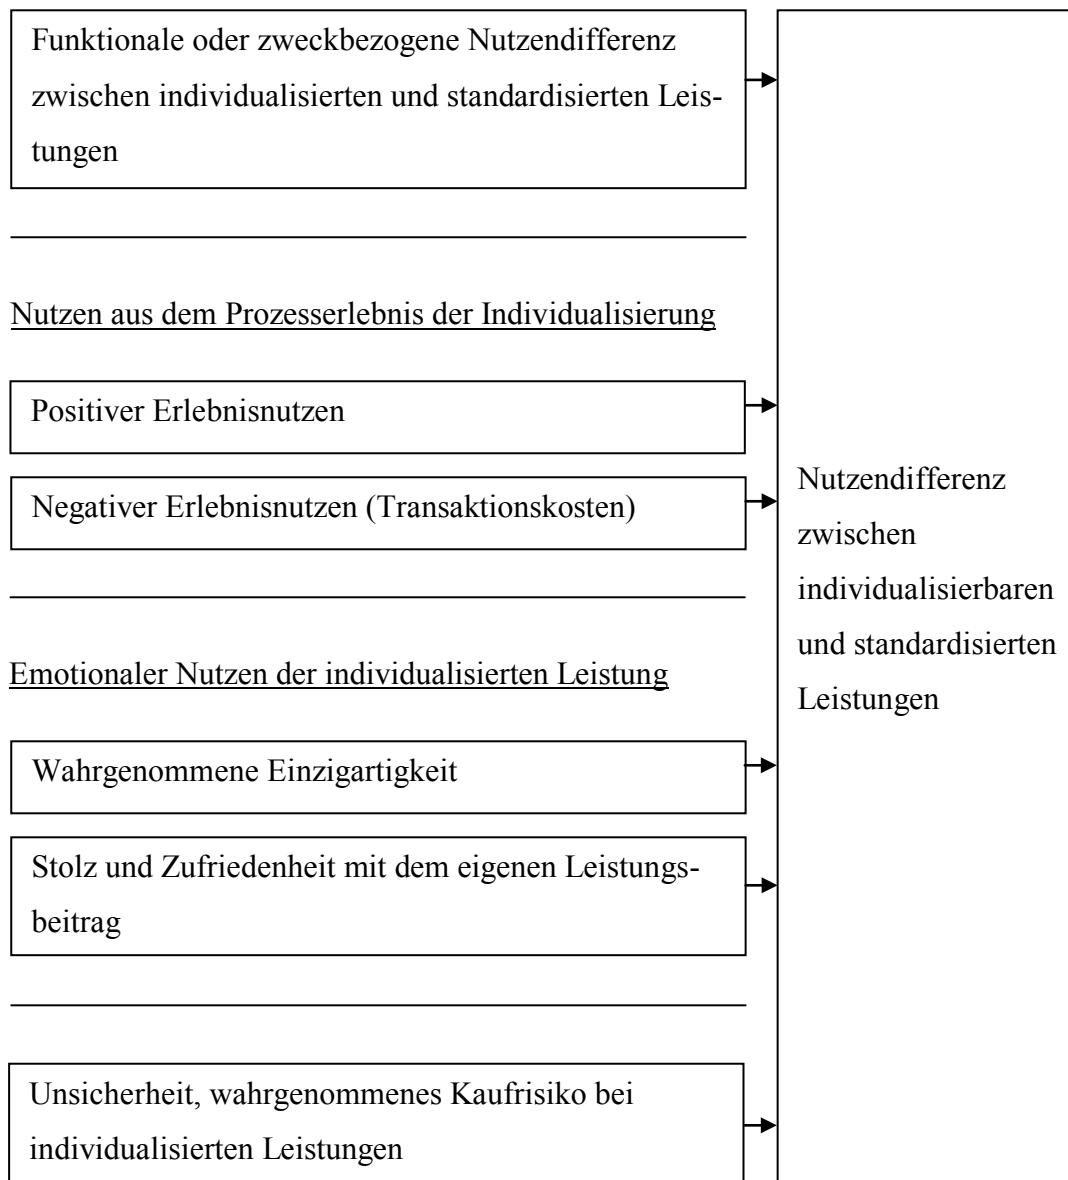 Funktionale oder zweckbezogene Nutzendifferenz
zwischen individualisierten und standardisierten Leis-
tungen
Nutzen aus dem Prozesserlebnis der Individualisierung
Positiver Erlebnisnutzen
Negativer Erlebnisnutzen (Transaktionskosten)
Emotionaler Nutzen der individualisierten Leistung
Wahrgenommene Einzigartigkeit
Stolz und Zufriedenheit mit dem eigenen Leistungs-
beitrag
Unsicherheit, wahrgenommenes Kaufrisiko bei
individualisierten Leistungen
Nutzendifferenz
zwischen
individualisierbaren
und standardisierten
Leistungen